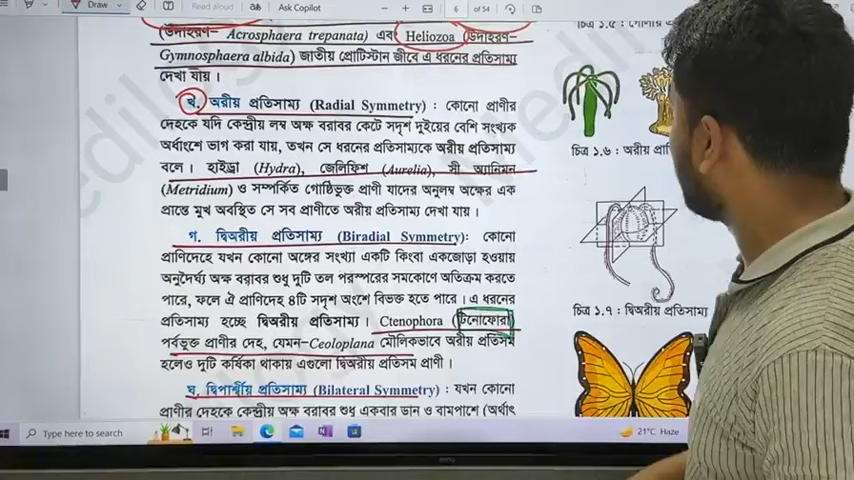 Draw
Ask Copilot
6 of 54
(উদাহরণ– Acrosphaera trepanata) এবং Heliozoa (উদাহরণ–
Gymnosphaera albida) জাতীয় প্রোটিস্টান জীবে এ ধরনের প্রতিসাম্য
দেখা যায়।
খ. অরীয় প্রতিসাম্য (Radial Symmetry) : কোনো প্রাণীর
দেহকে যদি কেন্দ্রীয় লম্ব অক্ষ বরাবর কেটে সদৃশ দুইয়ের বেশি সংখ্যক
অর্ধাংশে ভাগ করা যায়, তখন সে ধরনের প্রতিসাম্যকে অরীয় প্রতিসাম্য
বলে। হাইড্রা (Hydra), জেলিফিশ (Aurelia), সী অ্যানিমন
(Metridium) ও সম্পর্কিত গোষ্ঠিভুক্ত প্রাণী যাদের অনুলম্ব অক্ষের এক
প্রান্তে মুখ অবস্থিত সে সব প্রাণীতে অরীয় প্রতিসাম্য দেখা যায়।
গ. দ্বিঅরীয় প্রতিসাম্য (Biradial Symmetry): কোনো
প্রাণিদেহে যখন কোনো অঙ্গের সংখ্যা একটি কিংবা একজোড়া হওয়ায়
অনুদৈর্ঘ্য অক্ষ বরাবর শুধু দুটি তল পরস্পরের সমকোণে অতিক্রম করতে
পারে, ফলে ঐ প্রাণিদেহ ৪টি সদৃশ অংশে বিভক্ত হতে পারে। এ ধরনের
প্রতিসাম্য হচ্ছে দ্বিঅরীয় প্রতিসাম্য। Ctenophora (টিনোফোরা)
পর্বভুক্ত প্রাণীর দেহ, যেমন–Ceoloplana মৌলিকভাবে অরীয় প্রতিসম
হলেও দুটি কর্ষিকা থাকায় এগুলো দ্বিঅরীয় প্রতিসম প্রাণী।
ঘ. দ্বিপার্শ্বীয় প্রতিসাম্য (Bilateral Symmetry) : যখন কোনো
প্রাণীর দেহকে কেন্দ্রীয় অক্ষ বরাবর শুধু একবার ডান ও বামপাশে (অর্থাৎ
চিত্র ১.৫ : গোলীয়
চিত্র ১.৬ : অরীয় প্রা
চিত্র ১.৭ : দ্বিঅরীয় প্রতিসাম্য
Type here to search
21°C Haze